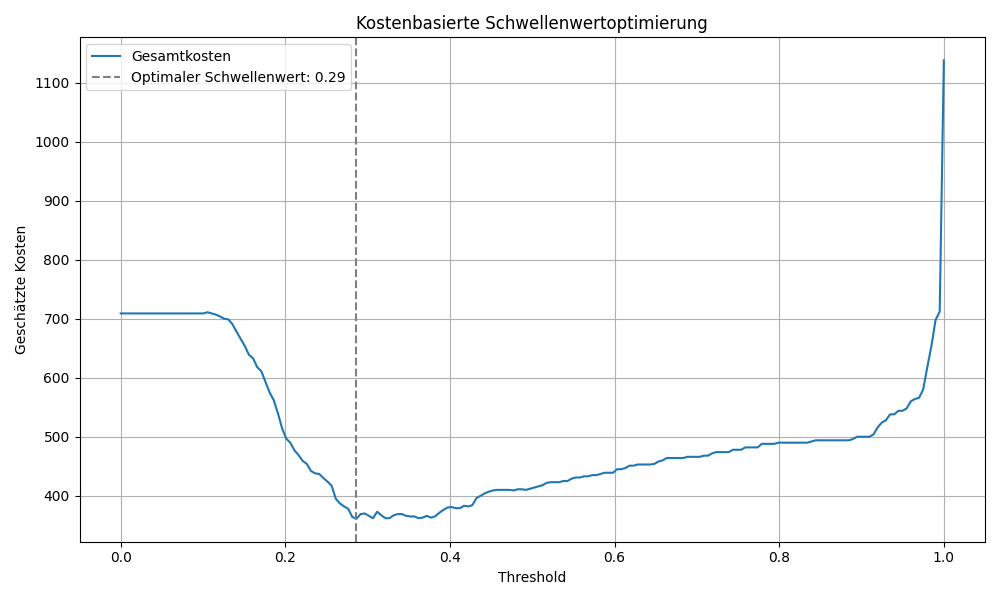 Kostenbasierte Schwellenwertoptimierung
Gesamtkosten
Optimaler Schwellenwert: 0.29
Geschätzte Kosten
1100
1000
900
800
700
600
500
400
0.0 0.2 0.4 0.6 0.8 1.0
Threshold